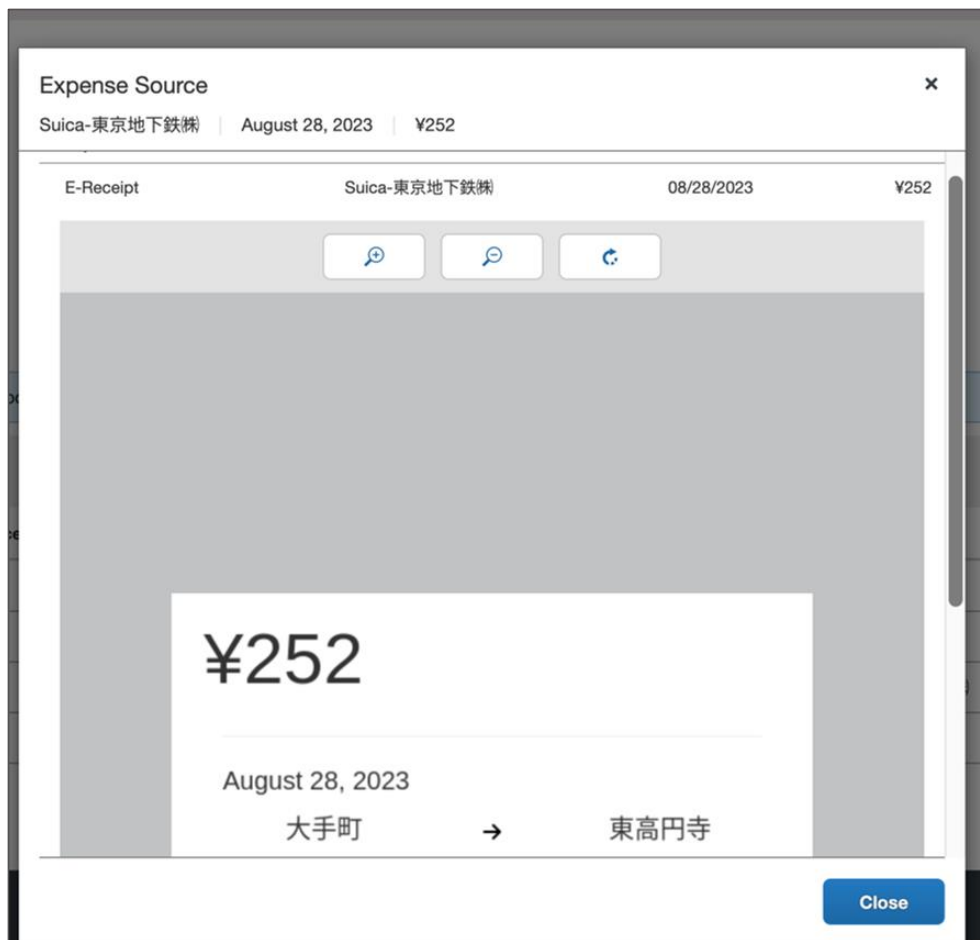 Expense Source
Suica-東京地下鉄㈱ August 28, 2023 ¥252
E-Receipt Suica-東京地下鉄㈱ 08/28/2023 ¥252
¥252
August 28, 2023
大手町 → 東高円寺
Close